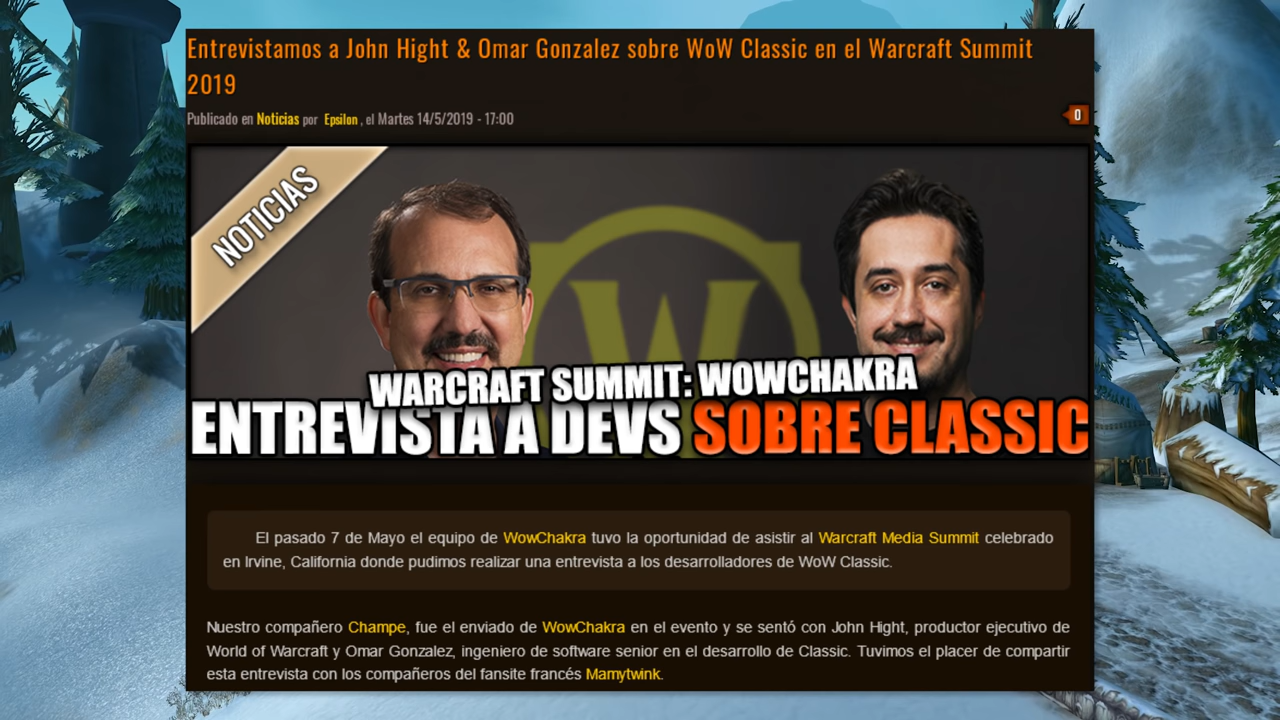 Entrevistamos a John Hight & Omar Gonzalez sobre WoW Classic en el Warcraft Summit
2019
Publicado en Noticias por Epsilon , el Martes 14/5/2019 - 17:00
0
NOTICIAS
W
WARCRAFT SUMMIT: WOWCHAKRA
ENTREVISTA A DEVS SOBRE CLASSIC
El pasado 7 de Mayo el equipo de WowChakra tuvo la oportunidad de asistir al Warcraft Media Summit celebrado
en Irvine, California donde pudimos realizar una entrevista a los desarrolladores de WoW Classic.
Nuestro compañero Champe, fue el enviado de WowChakra en el evento y se sentó con John Hight, productor ejecutivo de
World of Warcraft y Omar Gonzalez, ingeniero de software senior en el desarrollo de Classic. Tuvimos el placer de compartir
esta entrevista con los compañeros del fansite francés Mamytwink.